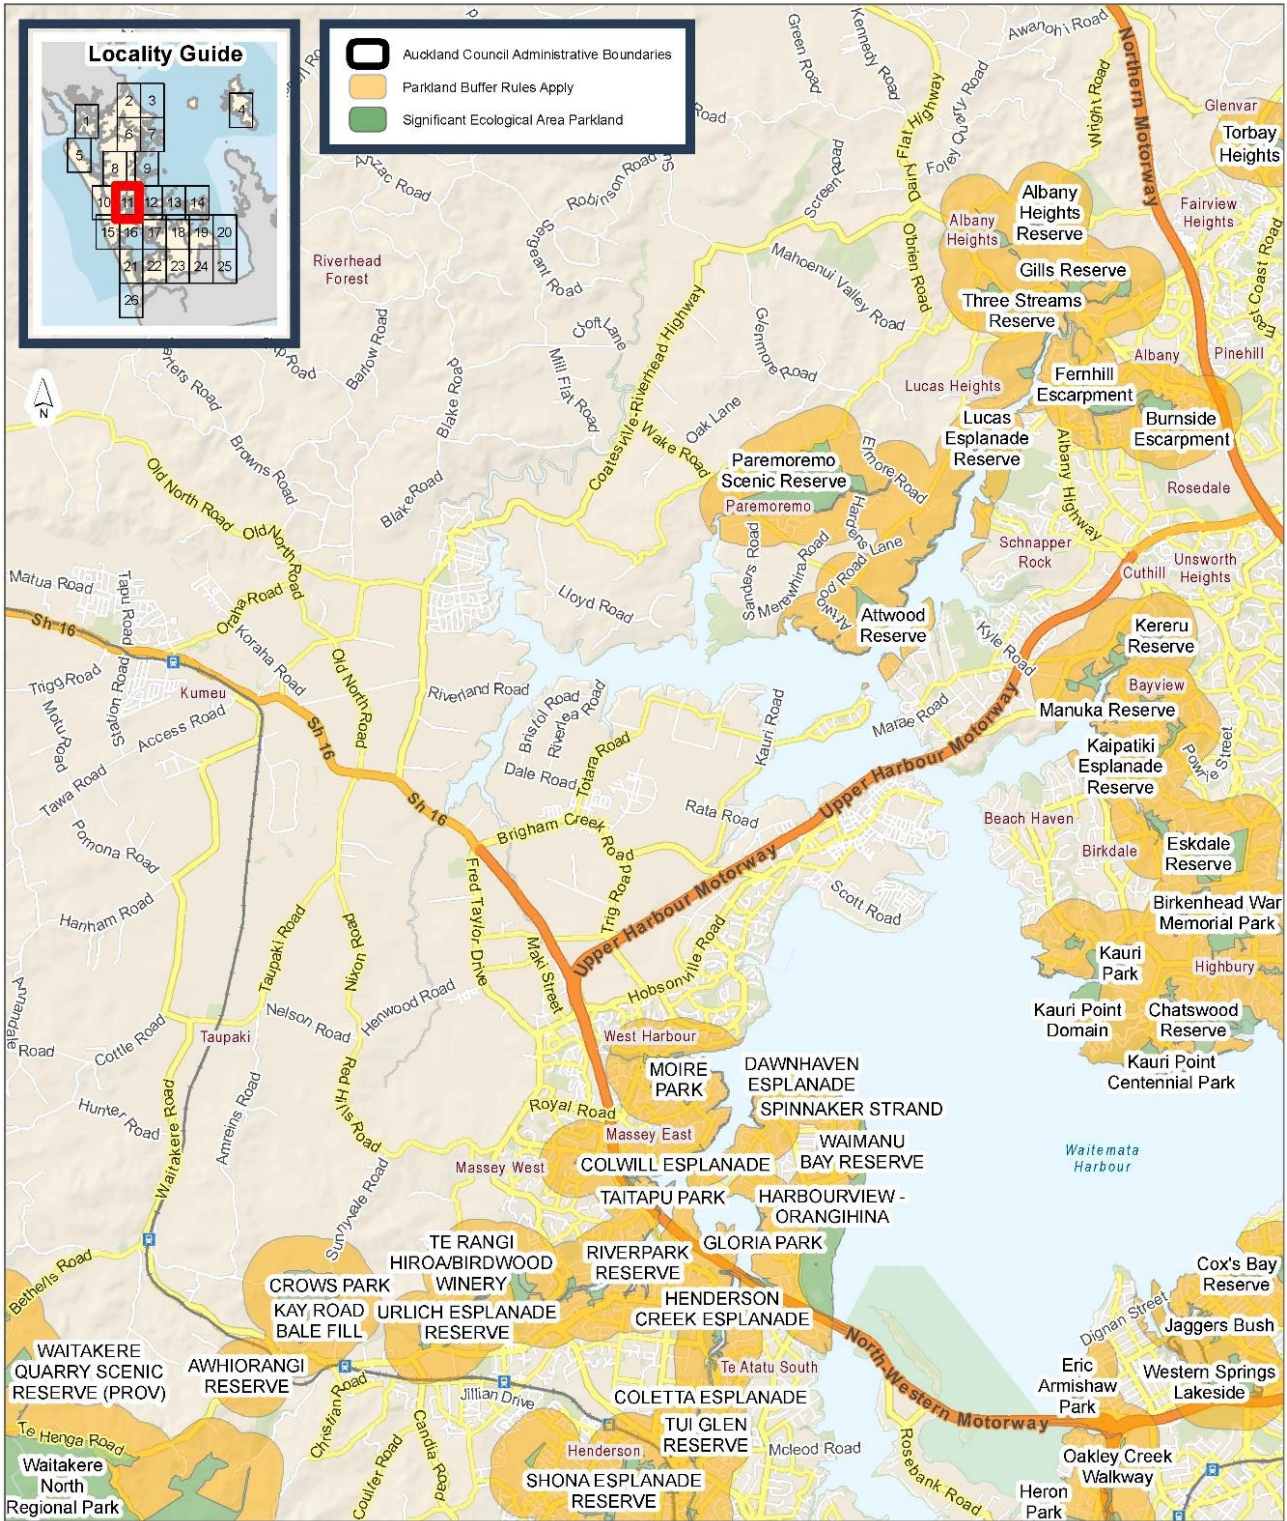 Locality Guide
1
2
3
4
5
6
7
8
9
10
11
12
13
14
15
16
17
18
19
20
21
22
23
24
25
26
Auckland Council Administrative Boundaries
Parkland Buffer Rules Apply
Significant Ecological Area Parkland
N
Green Road
Kennedy Road
Awanohi Road
Northern Motorway
Wright Road
Glenvar
Torbay
Heights
Road
Dairy Flat Highway
Foley Quarry Road
Anzac Road
Robinson Road
Screen Road
Albany
Heights
Reserve
Albany
Heights
Fairview
Heights
Sergeant Road
O'brien Road
East Coast Road
Riverhead
Forest
Mahoenui Valley Road
Gills Reserve
Three Streams
Reserve
Coatesville-Riverhead Highway
Croft Lane
Glenmore Road
Barlow Road
Mill Flat Road
Blake Road
Albany
Pinehill
Lucas Heights
Fernhill
Escarpment
Burnside
Escarpment
Lucas
Esplanade
Reserve
Oak Lane
Wake Road
Browns Road
Old North Road
Blake Road
Elmore Road
Paremoremo
Scenic Reserve
Paremoremo
Albany Highway
Rosedale
Old North Road
Sanders Road
Merewhira Road
Attwood Road
Lane
Schnapper
Rock
Unsworth
Heights
Cuthill
Matua Road
Tapu Road
Oraha Road
Koraha Road
Lloyd Road
Attwood
Reserve
Kyle Road
Kereru
Reserve
Sh 16
Trigg Road
Station Road
Kumeu
Motu Road
Access Road
Old North Road
Riverland Road
Bristol Road
Riverlea Road
Kauri Road
Marae Road
Bayview
Manuka Reserve
Sh 16
Tawa Road
Dale Road
Totara Road
Upper Harbour Motorway
Kaipatiki
Esplanade
Reserve
Street
Pomona Road
Sh 16
Brigham Creek Road
Rata Road
Upper Harbour Motorway
Beach Haven
Birkdale
Eskdale
Reserve
Hanham Road
Taupaki Road
Nixon Road
Fred Taylor Drive
Trig Road
Scott Road
Birkenhead War
Memorial Park
Maki Street
Upper Harbour Motorway
Hobsonville Road
Kauri
Park
Highbury
Annandale
Road
Cottle Road
Taupaki
Nelson Road
Henwood Road
West Harbour
Kauri Point
Domain
Chatswood
Reserve
Kauri Point
Centennial Park
Red Hills Road
MOIRE
PARK
DAWNHAVEN
ESPLANADE
SPINNAKER STRAND
Hunter Road
Waitakere Road
Amreins Road
Royal Road
Massey East
WAIMANU
BAY RESERVE
Waitemata
Harbour
Massey West
COLWILL ESPLANADE
Sunnyvale Road
TAITAPU PARK
HARBOURVIEW -
ORANGIHINA
Bethells Road
TE RANGI
HIROA/BIRDWOOD
WINERY
RIVERPARK
RESERVE
GLORIA PARK
Cox's Bay
Reserve
CROWS PARK
KAY ROAD
BALE FILL
URLICH ESPLANADE
RESERVE
HENDERSON
CREEK ESPLANADE
Dignan Street
Jaggers Bush
WAITAKERE
QUARRY SCENIC
RESERVE (PROV)
AWHIORANGI
RESERVE
North-Western Motorway
Te Atatu South
Eric
Armishaw
Park
Western Springs
Lakeside
Jillian Drive
COLETTA ESPLANADE
Te Henga Road
Christian Road
Candia Road
Coulter Road
Henderson
TUI GLEN
RESERVE
Mcleod Road
Rosebank Road
Waitakere
North
Regional Park
SHONA ESPLANADE
RESERVE
Oakley Creek
Walkway
Heron
Park